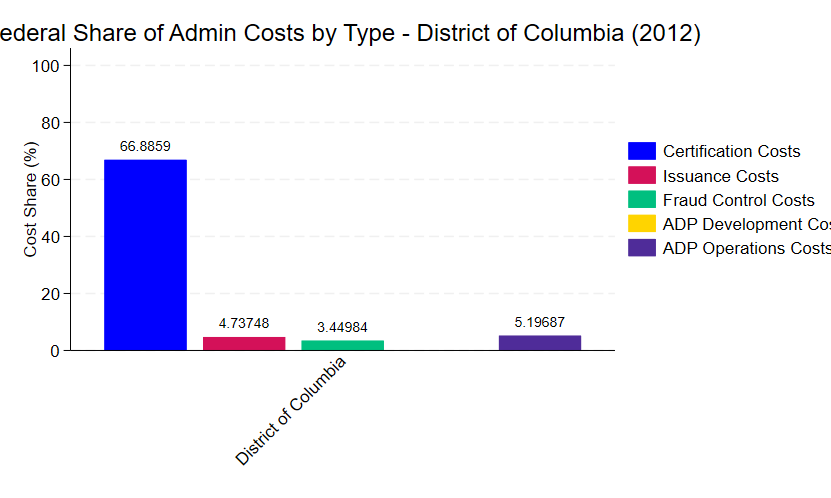 ederal Share of Admin Costs by Type - District of Columbia (2012)
100
80
60
40
20
0
Cost Share (%)
66.8859
4.73748
3.44984
5.19687
District of Columbia
Certification Costs
Issuance Costs
Fraud Control Costs
ADP Development Cos
ADP Operations Costs